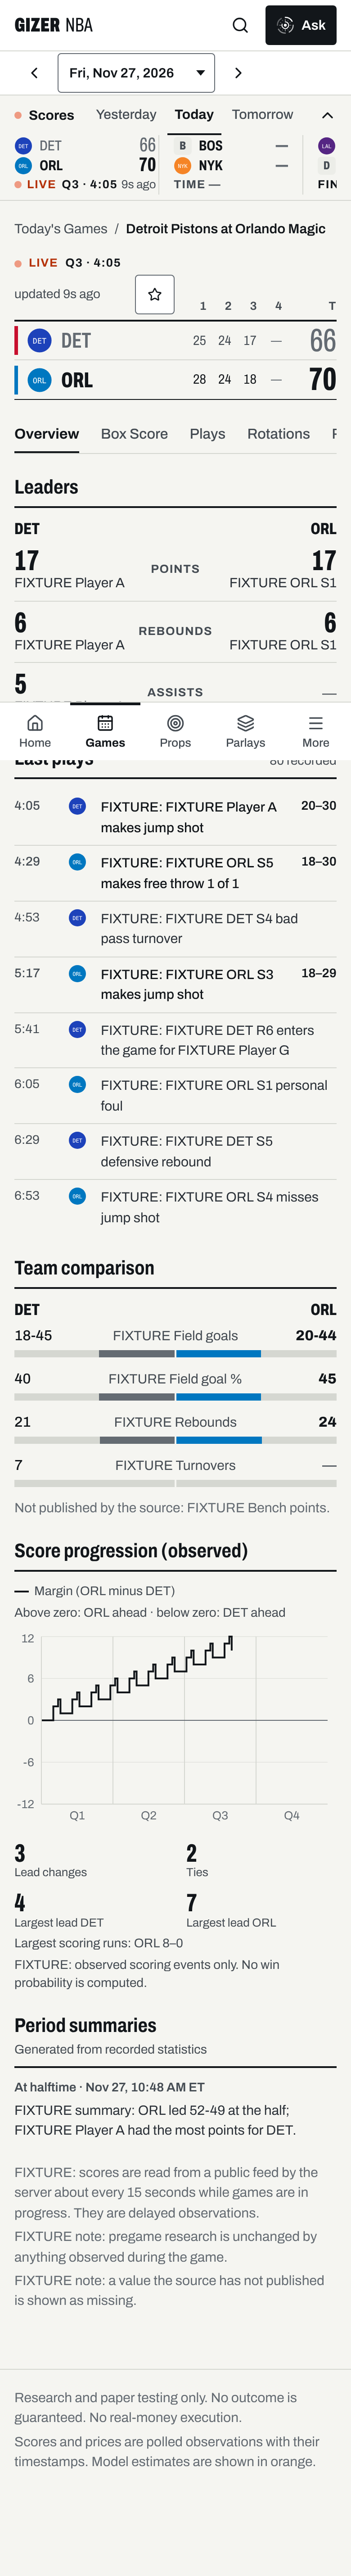 GIZER NBA
Ask
Fri, Nov 27, 2026
Scores Yesterday Today Tomorrow
DET DET 66 B BOS — LAL
ORL ORL 70 NYK NYK — D
LIVE Q3 · 4:05 9s ago TIME — FIN
Today's Games / Detroit Pistons at Orlando Magic
LIVE Q3 · 4:05
updated 9s ago
1 2 3 4 T
DET DET 25 24 17 — 66
ORL ORL 28 24 18 — 70
Overview Box Score Plays Rotations
Leaders
DET ORL
17 POINTS 17
FIXTURE Player A FIXTURE ORL S1
6 REBOUNDS 6
FIXTURE Player A FIXTURE ORL S1
5 ASSISTS —
Home Games Props Parlays More
Last plays 80 recorded
4:05 DET FIXTURE: FIXTURE Player A 20–30
makes jump shot
4:29 ORL FIXTURE: FIXTURE ORL S5 18–30
makes free throw 1 of 1
4:53 DET FIXTURE: FIXTURE DET S4 bad
pass turnover
5:17 ORL FIXTURE: FIXTURE ORL S3 18–29
makes jump shot
5:41 DET FIXTURE: FIXTURE DET R6 enters
the game for FIXTURE Player G
6:05 ORL FIXTURE: FIXTURE ORL S1 personal
foul
6:29 DET FIXTURE: FIXTURE DET S5
defensive rebound
6:53 ORL FIXTURE: FIXTURE ORL S4 misses
jump shot
Team comparison
DET ORL
18-45 FIXTURE Field goals 20-44
40 FIXTURE Field goal % 45
21 FIXTURE Rebounds 24
7 FIXTURE Turnovers —
Not published by the source: FIXTURE Bench points.
Score progression (observed)
Margin (ORL minus DET)
Above zero: ORL ahead · below zero: DET ahead
12
6
0
-6
-12
Q1 Q2 Q3 Q4
3 2
Lead changes Ties
4 7
Largest lead DET Largest lead ORL
Largest scoring runs: ORL 8–0
FIXTURE: observed scoring events only. No win
probability is computed.
Period summaries
Generated from recorded statistics
At halftime · Nov 27, 10:48 AM ET
FIXTURE summary: ORL led 52-49 at the half;
FIXTURE Player A had the most points for DET.
FIXTURE: scores are read from a public feed by the
server about every 15 seconds while games are in
progress. They are delayed observations.
FIXTURE note: pregame research is unchanged by
anything observed during the game.
FIXTURE note: a value the source has not published
is shown as missing.
Research and paper testing only. No outcome is
guaranteed. No real-money execution.
Scores and prices are polled observations with their
timestamps. Model estimates are shown in orange.